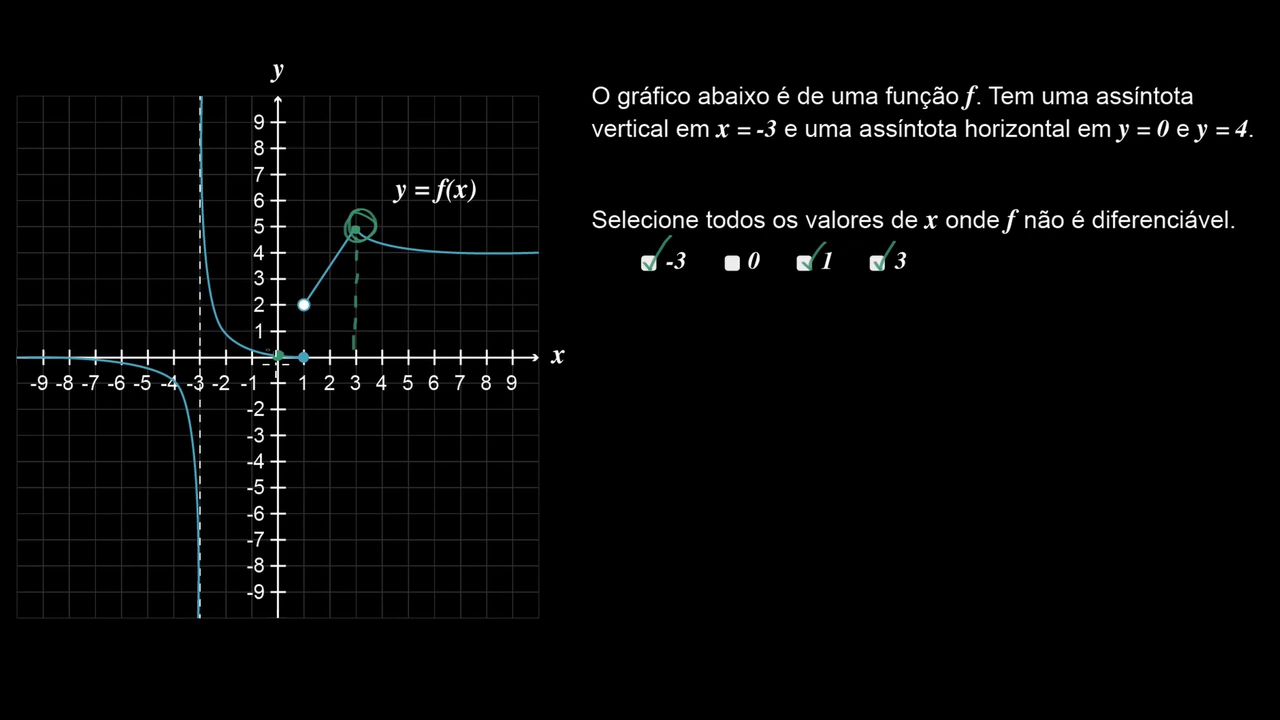 y
O gráfico abaixo é de uma função f. Tem uma assíntota
vertical em x = -3 e uma assíntota horizontal em y = 0 e y = 4.
y = f(x)
Selecione todos os valores de x onde f não é diferenciável.
-3 0 1 3
9
8
7
6
5
4
3
2
1
x
-9 -8 -7 -6 -5 -4 -3 -2 -1 1 2 3 4 5 6 7 8 9
-2
-3
-4
-5
-6
-7
-8
-9